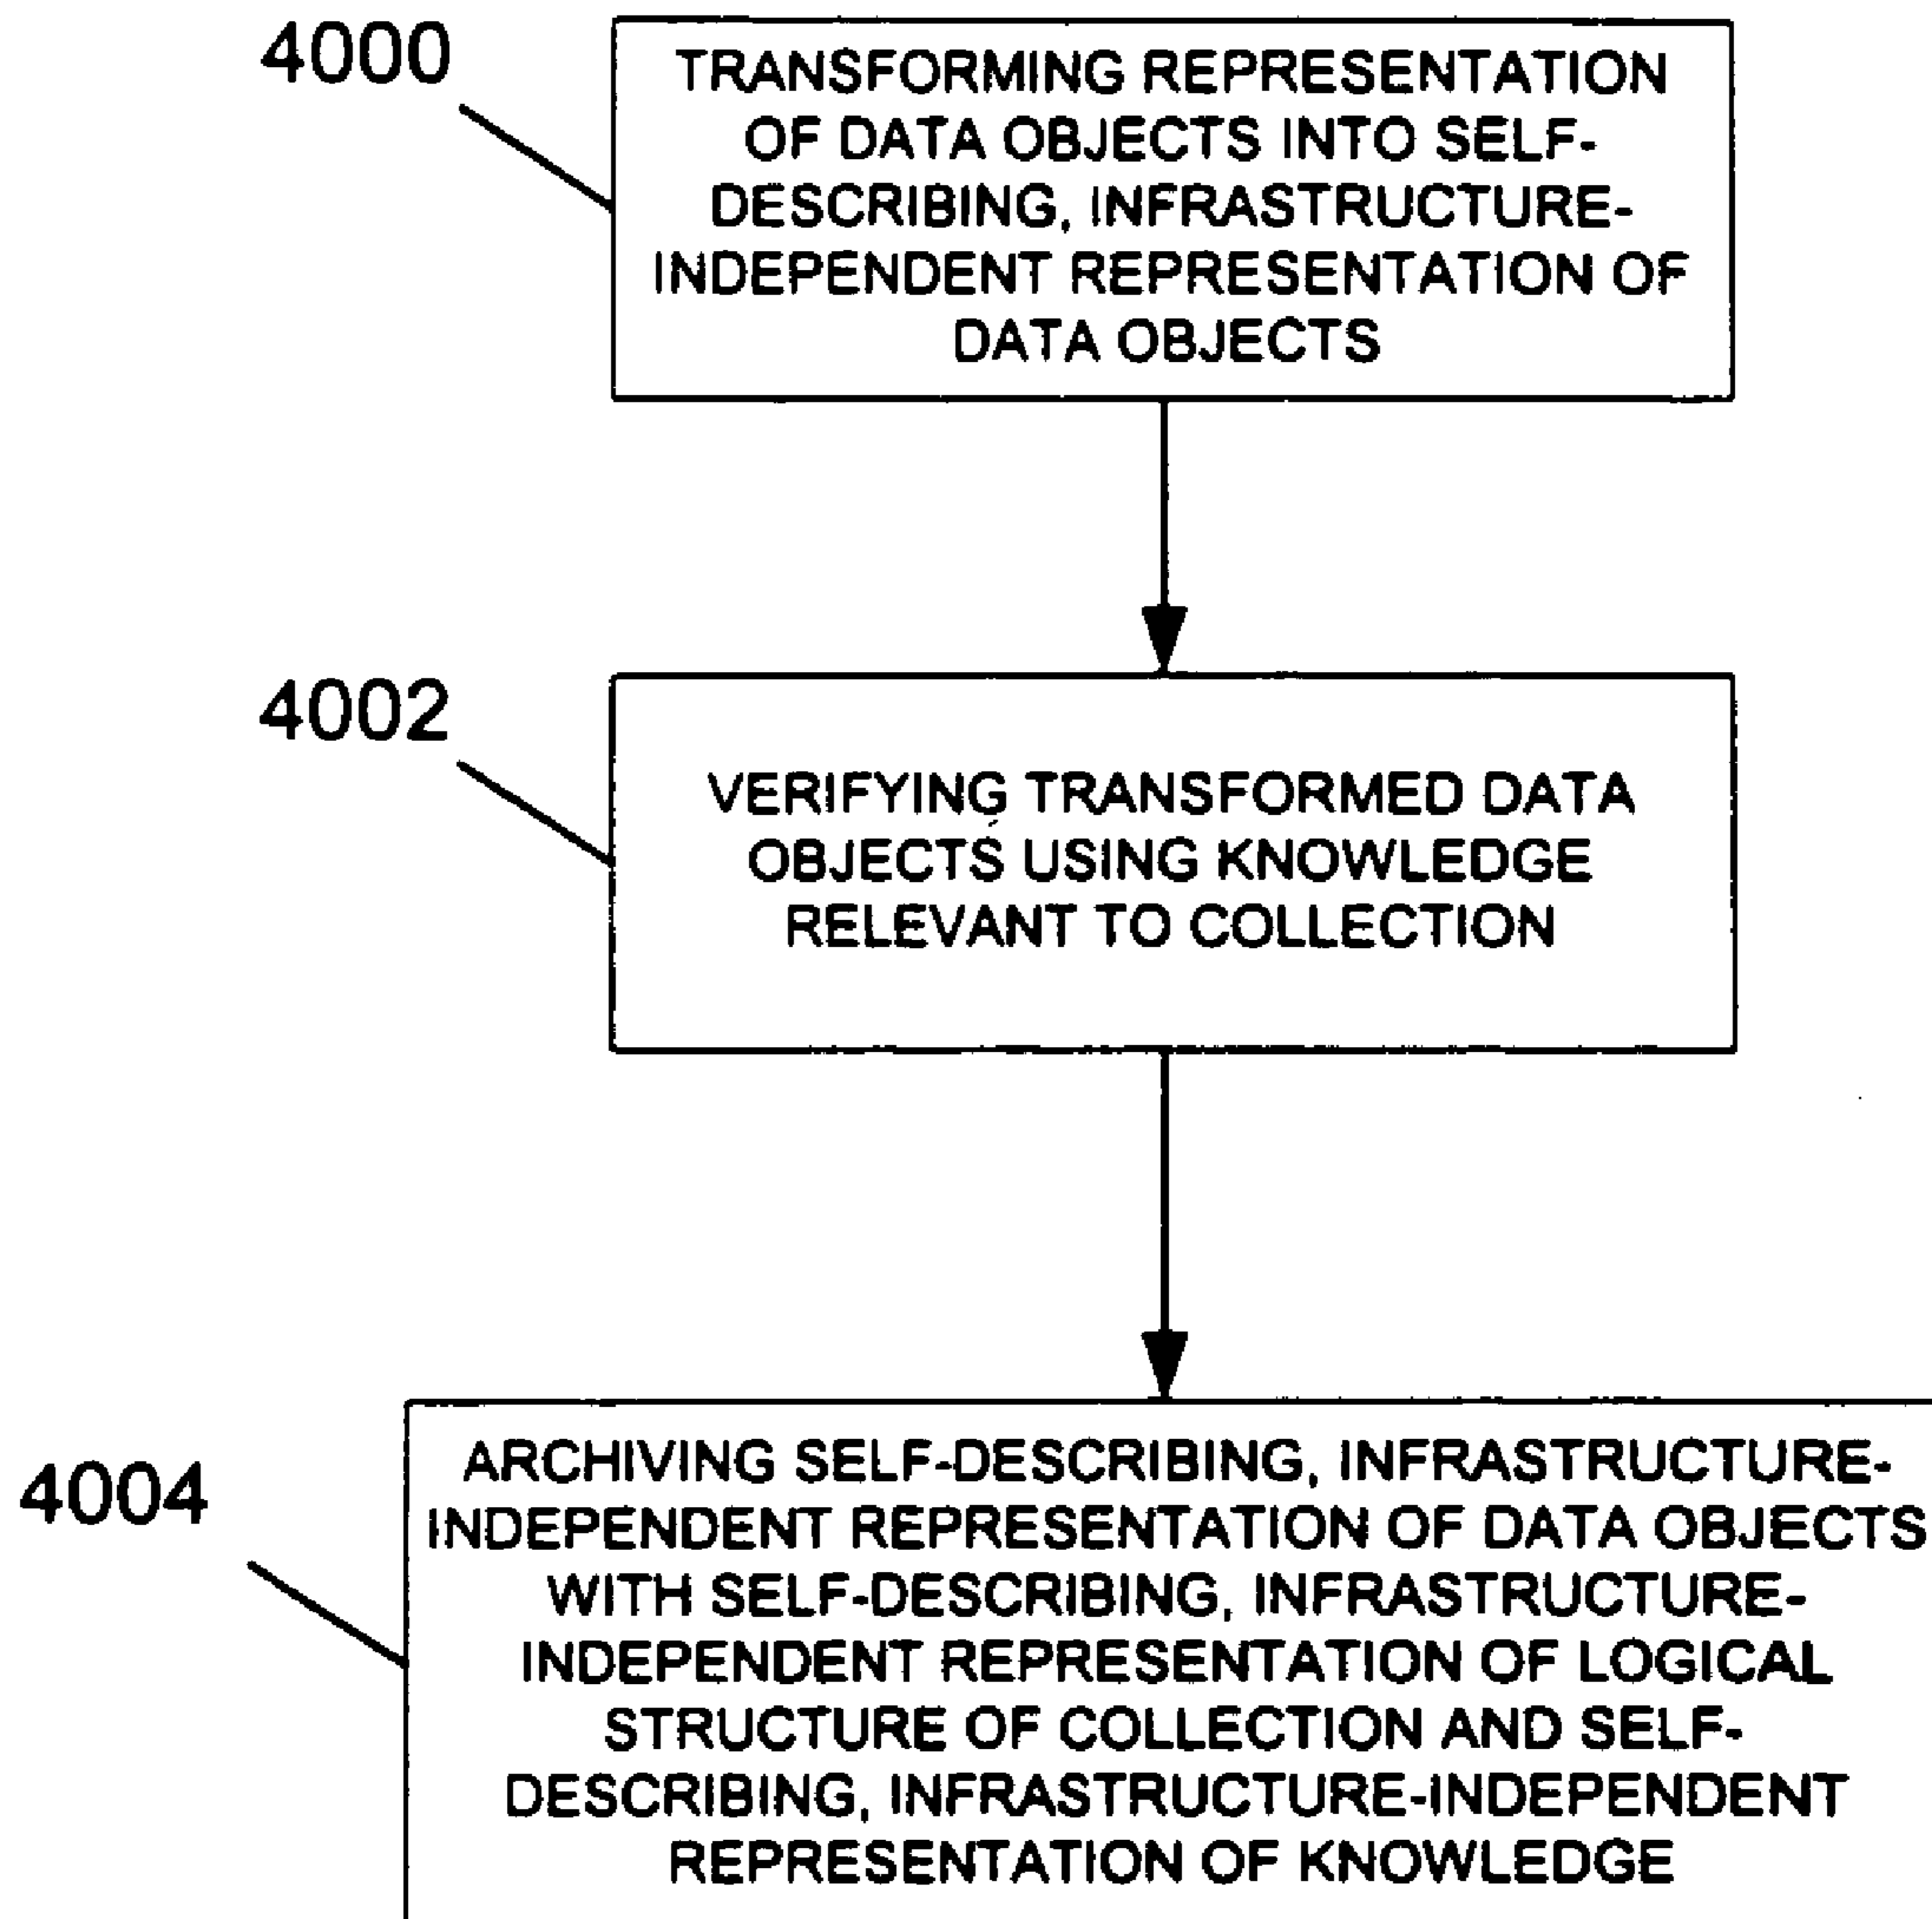 4000
TRANSFORMING REPRESENTATION
OF DATA OBJECTS INTO SELF-
DESCRIBING, INFRASTRUCTURE-
INDEPENDENT REPRESENTATION OF
DATA OBJECTS
4002
VERIFYING TRANSFORMED DATA
OBJECTS USING KNOWLEDGE
RELEVANT TO COLLECTION
4004
ARCHIVING SELF-DESCRIBING, INFRASTRUCTURE-
INDEPENDENT REPRESENTATION OF DATA OBJECTS
WITH SELF-DESCRIBING, INFRASTRUCTURE-
INDEPENDENT REPRESENTATION OF LOGICAL
STRUCTURE OF COLLECTION AND SELF-
DESCRIBING, INFRASTRUCTURE-INDEPENDENT
REPRESENTATION OF KNOWLEDGE